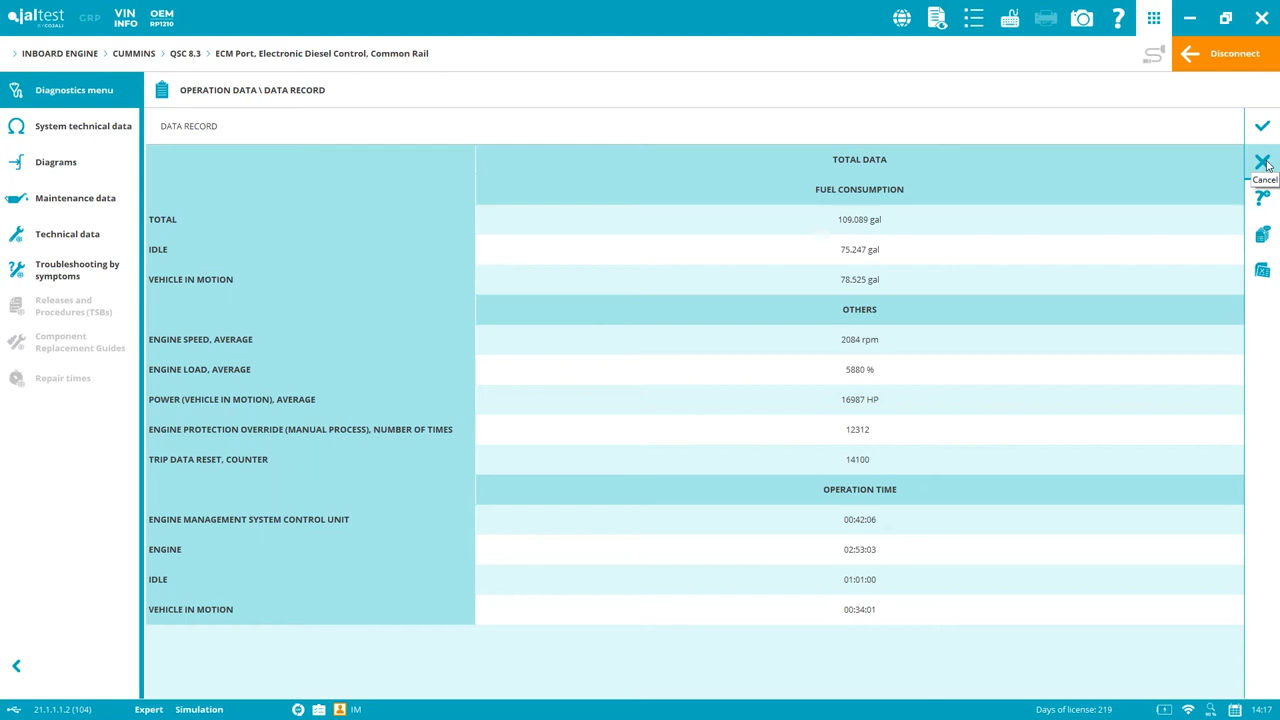 jaltest
BY COJALI
GRP
VIN
INFO
OEM
RP1210
INBOARD ENGINE
CUMMINS
QSC 8.3
ECM Port, Electronic Diesel Control, Common Rail
Disconnect
Diagnostics menu
OPERATION DATA \ DATA RECORD
System technical data
DATA RECORD
Diagrams
Maintenance data
Technical data
Troubleshooting by
symptoms
Releases and
Procedures (TSBs)
Component
Replacement Guides
Repair times
TOTAL DATA
FUEL CONSUMPTION
TOTAL 109.089 gal
IDLE 75.247 gal
VEHICLE IN MOTION 78.525 gal
OTHERS
ENGINE SPEED, AVERAGE 2084 rpm
ENGINE LOAD, AVERAGE 5880 %
POWER (VEHICLE IN MOTION), AVERAGE 16987 HP
ENGINE PROTECTION OVERRIDE (MANUAL PROCESS), NUMBER OF TIMES 12312
TRIP DATA RESET, COUNTER 14100
OPERATION TIME
ENGINE MANAGEMENT SYSTEM CONTROL UNIT 00:42:06
ENGINE 02:53:03
IDLE 01:01:00
VEHICLE IN MOTION 00:34:01
Cancel
21.1.1.1.2 (104)
Expert
Simulation
IM
Days of license: 219
14:17